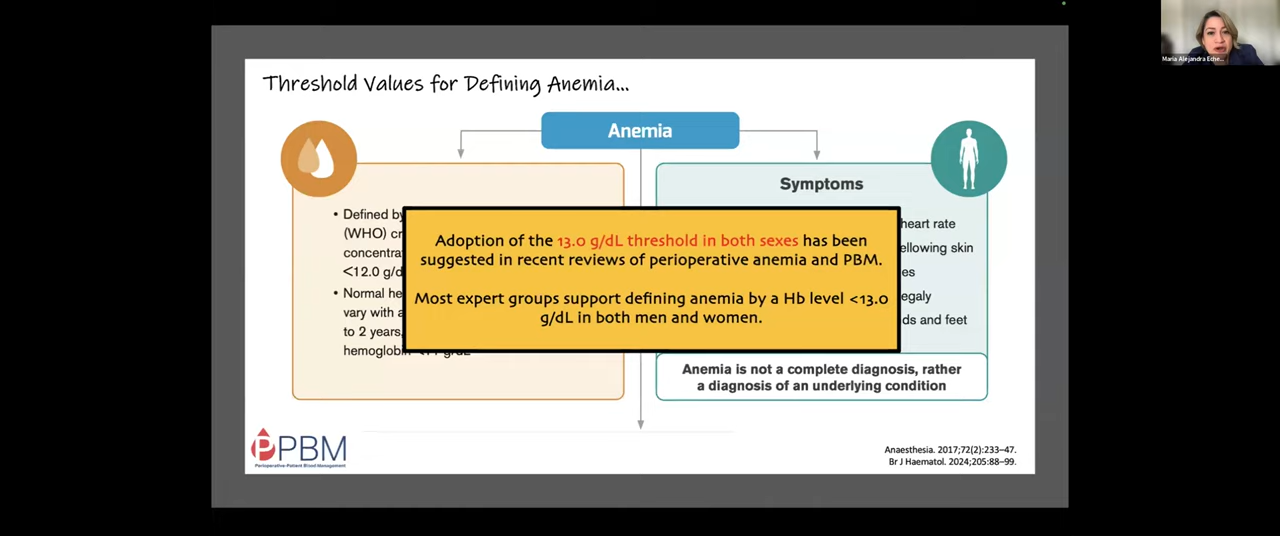 Maria Alejandra Eche...
Threshold Values for Defining Anemia...
Anemia
Symptoms
• Defined by
(WHO) cr
concentra
<12.0 g/d
• Normal he
vary with a
to 2 years,
hemoglobin
heart rate
ellowing skin
es
egaly
ds and feet
Adoption of the 13.0 g/dL threshold in both sexes has been
suggested in recent reviews of perioperative anemia and PBM.
Most expert groups support defining anemia by a Hb level <13.0
g/dL in both men and women.
Anemia is not a complete diagnosis, rather
a diagnosis of an underlying condition
PBM
Perioperative-Patient Blood Management
Anaesthesia. 2017;72(2):233–47.
Br J Haematol. 2024;205:88–99.